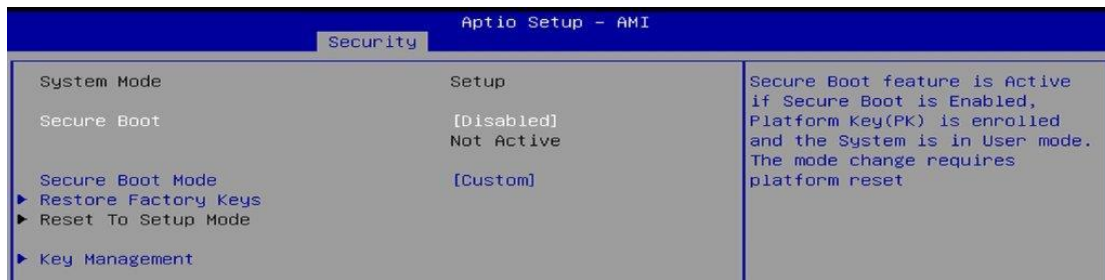 Aptio Setup - AMI
Security
System Mode Setup
Secure Boot [Disabled]
Not Active
Secure Boot Mode [Custom]
Restore Factory Keys
Reset To Setup Mode
Key Management
Secure Boot feature is Active
if Secure Boot is Enabled,
Platform Key(PK) is enrolled
and the System is in User mode.
The mode change requires
platform reset